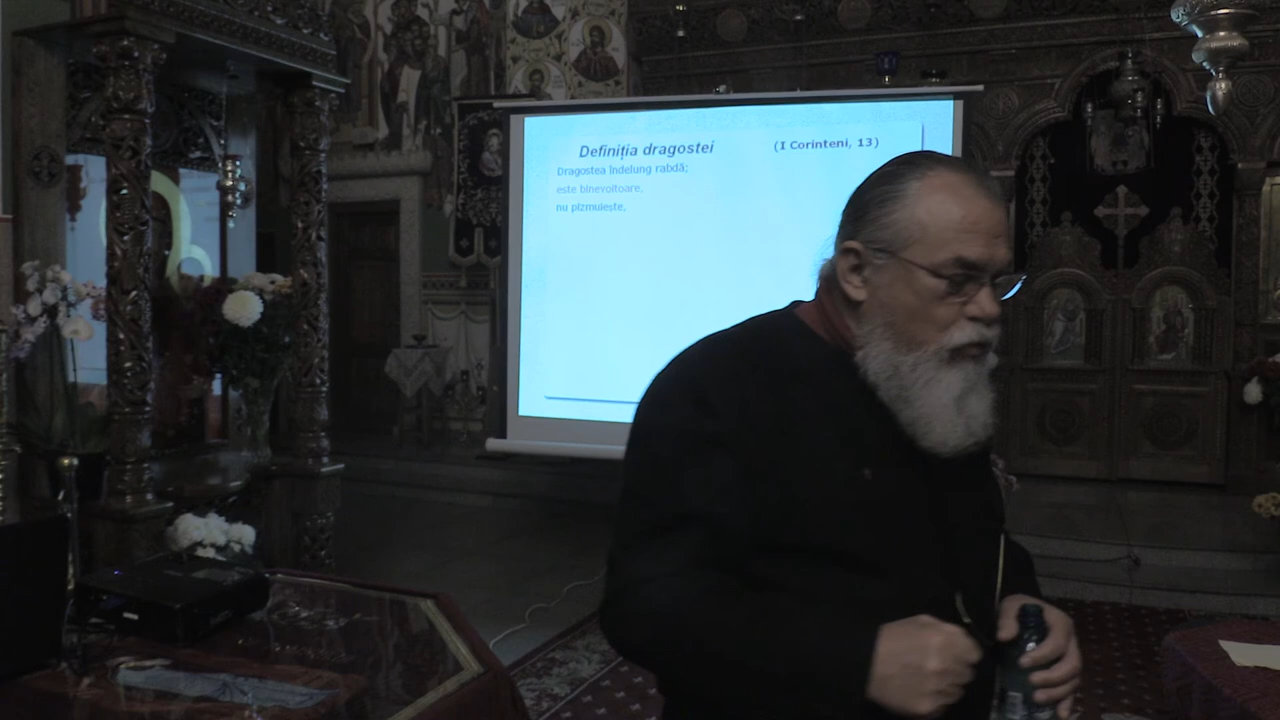 Definiția dragostei (I Corinteni, 13)
Dragostea îndelung rabdă;
este binevoitoare,
nu pizmuiește,